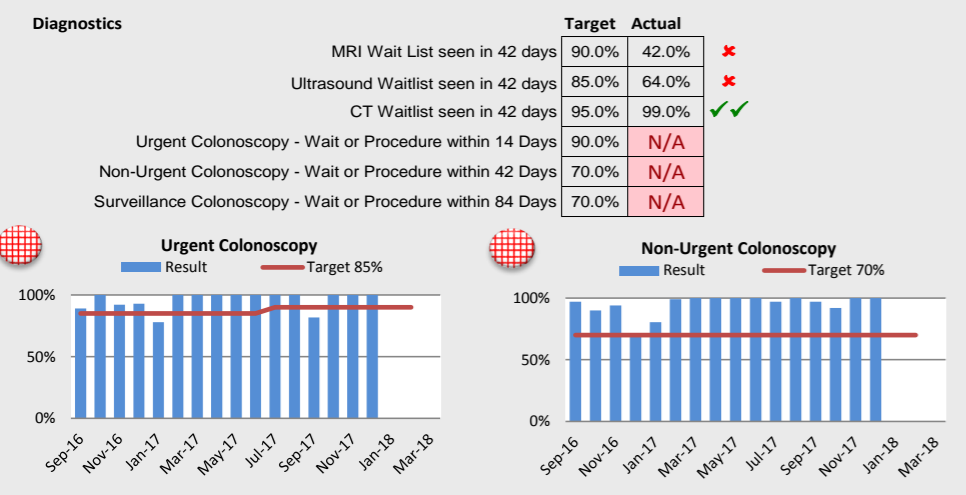 Diagnostics Target Actual
MRI Wait List seen in 42 days 90.0% 42.0%
Ultrasound Waitlist seen in 42 days 85.0% 64.0%
CT Waitlist seen in 42 days 95.0% 99.0%
Urgent Colonoscopy - Wait or Procedure within 14 Days 90.0% N/A
Non-Urgent Colonoscopy - Wait or Procedure within 42 Days 70.0% N/A
Surveillance Colonoscopy - Wait or Procedure within 84 Days 70.0% N/A
Urgent Colonoscopy
Result Target 85%
100%
50%
0%
Sep-16 Nov-16 Jan-17 Mar-17 May-17 Jul-17 Sep-17 Nov-17 Jan-18 Mar-18
Non-Urgent Colonoscopy
Result Target 70%
100%
50%
0%
Sep-16 Nov-16 Jan-17 Mar-17 May-17 Jul-17 Sep-17 Nov-17 Jan-18 Mar-18